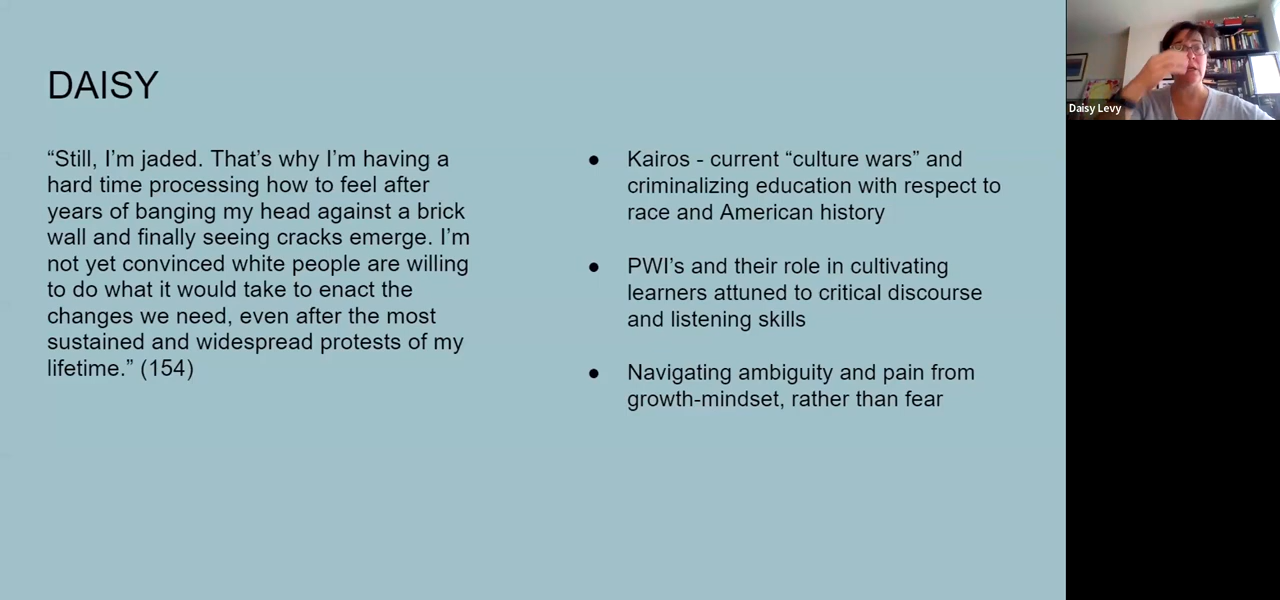 DAISY
“Still, I’m jaded. That’s why I’m having a
hard time processing how to feel after
years of banging my head against a brick
wall and finally seeing cracks emerge. I’m
not yet convinced white people are willing
to do what it would take to enact the
changes we need, even after the most
sustained and widespread protests of my
lifetime.” (154)
● Kairos - current “culture wars” and
criminalizing education with respect to
race and American history
● PWI’s and their role in cultivating
learners attuned to critical discourse
and listening skills
● Navigating ambiguity and pain from
growth-mindset, rather than fear
Daisy Levy